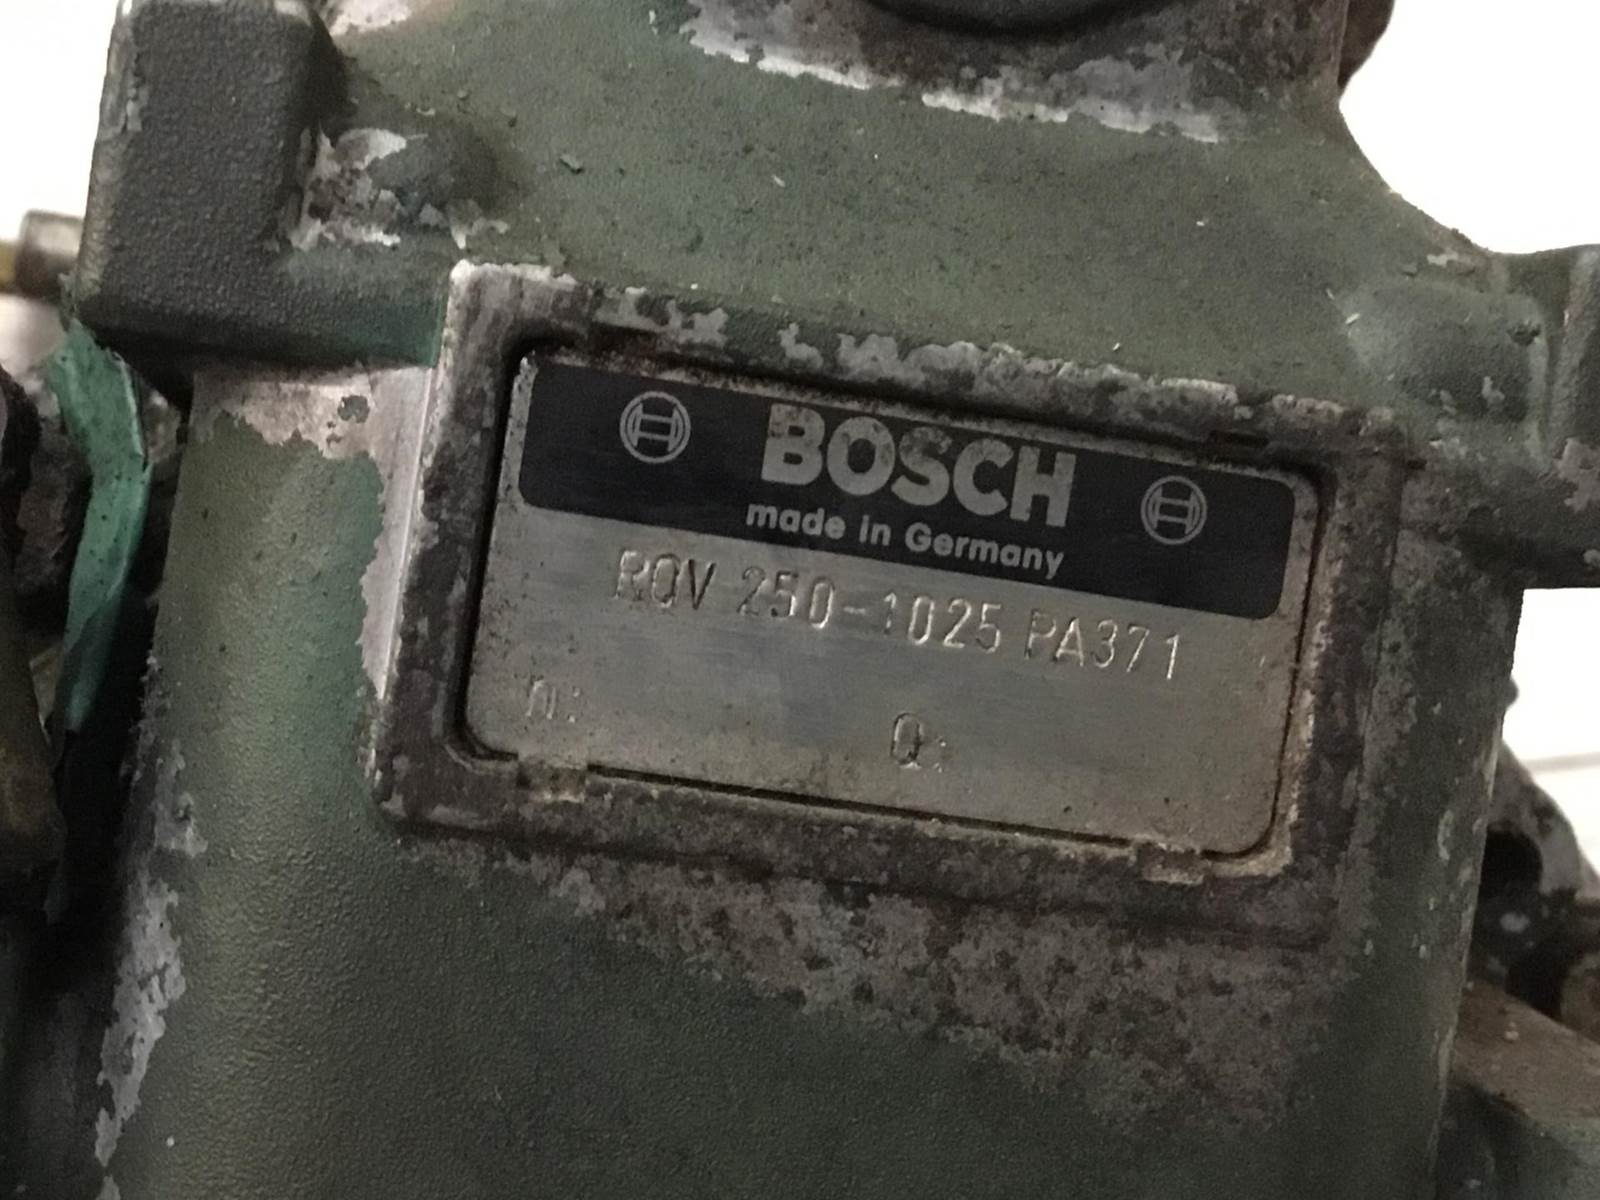 BOSCH
made in Germany
RQV 250-1025 PA371
n: Q: